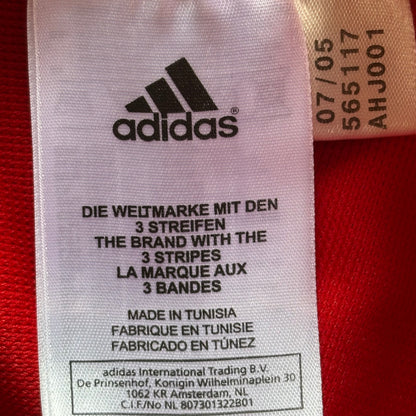 adidas®
DIE WELTMARKE MIT DEN
3 STREIFEN
THE BRAND WITH THE
3 STRIPES
LA MARQUE AUX
3 BANDES
MADE IN TUNISIA
FABRIQUE EN TUNISIE
FABRICADO EN TÚNEZ
adidas International Trading B.V.
De Prinsenhof, Konigin Wilhelminaplein 30
1062 KR Amsterdam, NL
C.I.F/No NL 807301322B01
07/05
565117
AHJ001